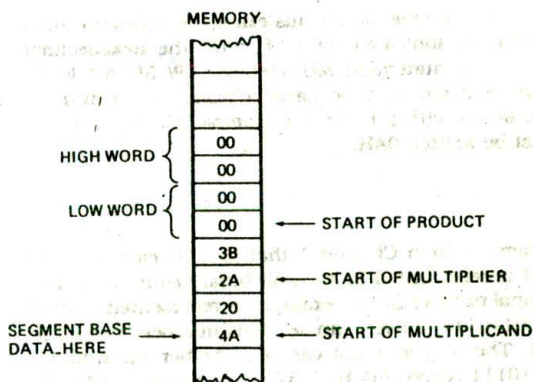 MEMORY
HIGH WORD
00
00
LOW WORD
00
00 START OF PRODUCT
3B
2A START OF MULTIPLIER
20
SEGMENT BASE
DATA_HERE 4A START OF MULTIPLICAND